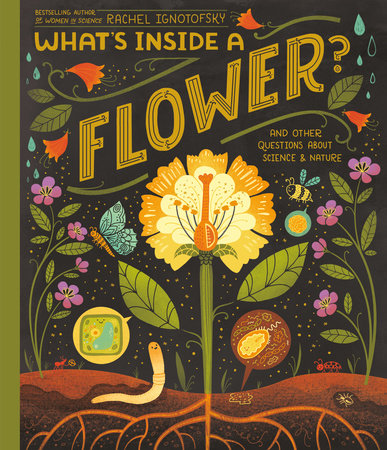 BESTSELLING AUTHOR
OF WOMEN IN SCIENCE RACHEL IGNOTOFSKY
WHAT'S INSIDE A
FLOWER?
AND OTHER
QUESTIONS ABOUT
SCIENCE & NATURE